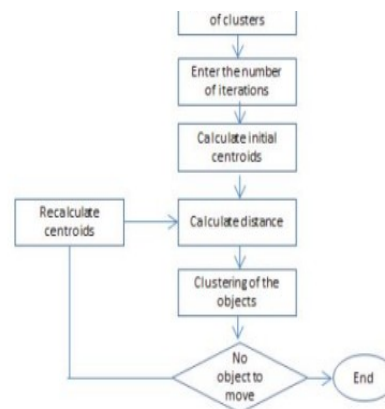 of clusters
Enter the number
of iterations
Calculate initial
centroids
Recalculate
centroids
Calculate distance
Clustering of the
objects
No
object to
move
End